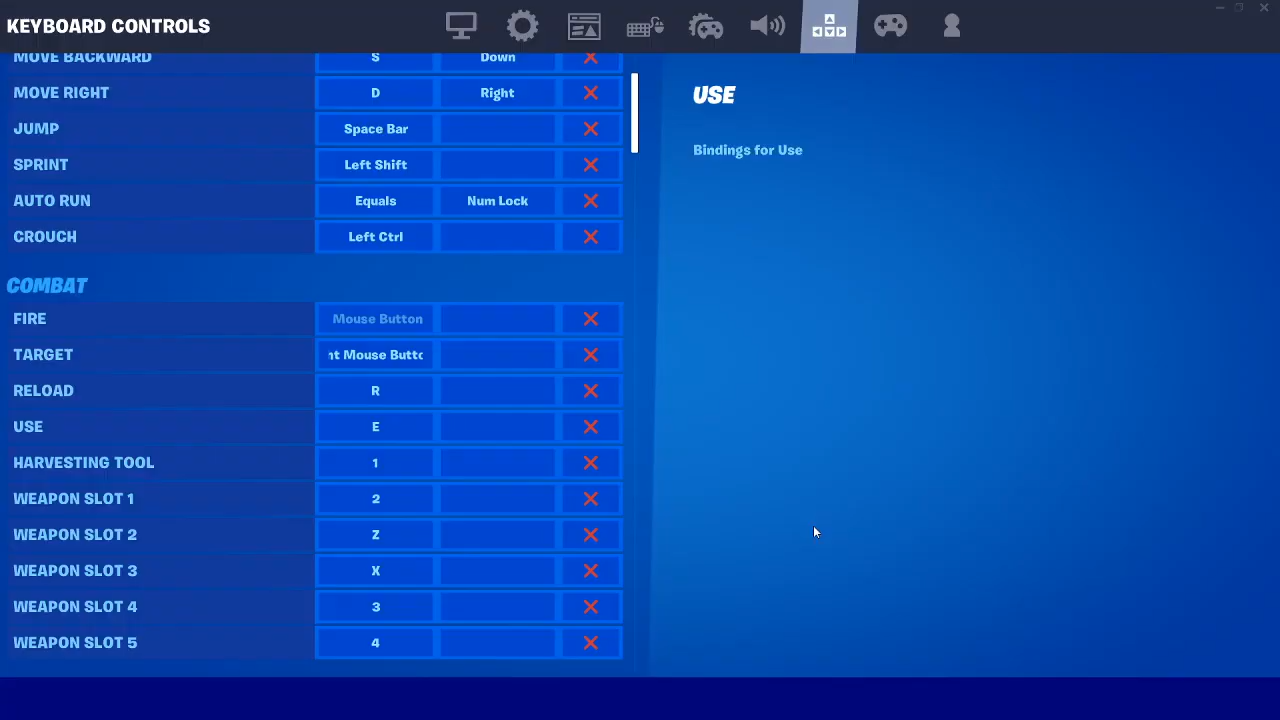 KEYBOARD CONTROLS
MOVE BACKWARD S Down
MOVE RIGHT D Right
JUMP Space Bar
SPRINT Left Shift
AUTO RUN Equals Num Lock
CROUCH Left Ctrl
COMBAT
FIRE Mouse Button
TARGET nt Mouse Butto
RELOAD R
USE E
HARVESTING TOOL 1
WEAPON SLOT 1 2
WEAPON SLOT 2 Z
WEAPON SLOT 3 X
WEAPON SLOT 4 3
WEAPON SLOT 5 4
USE
Bindings for Use